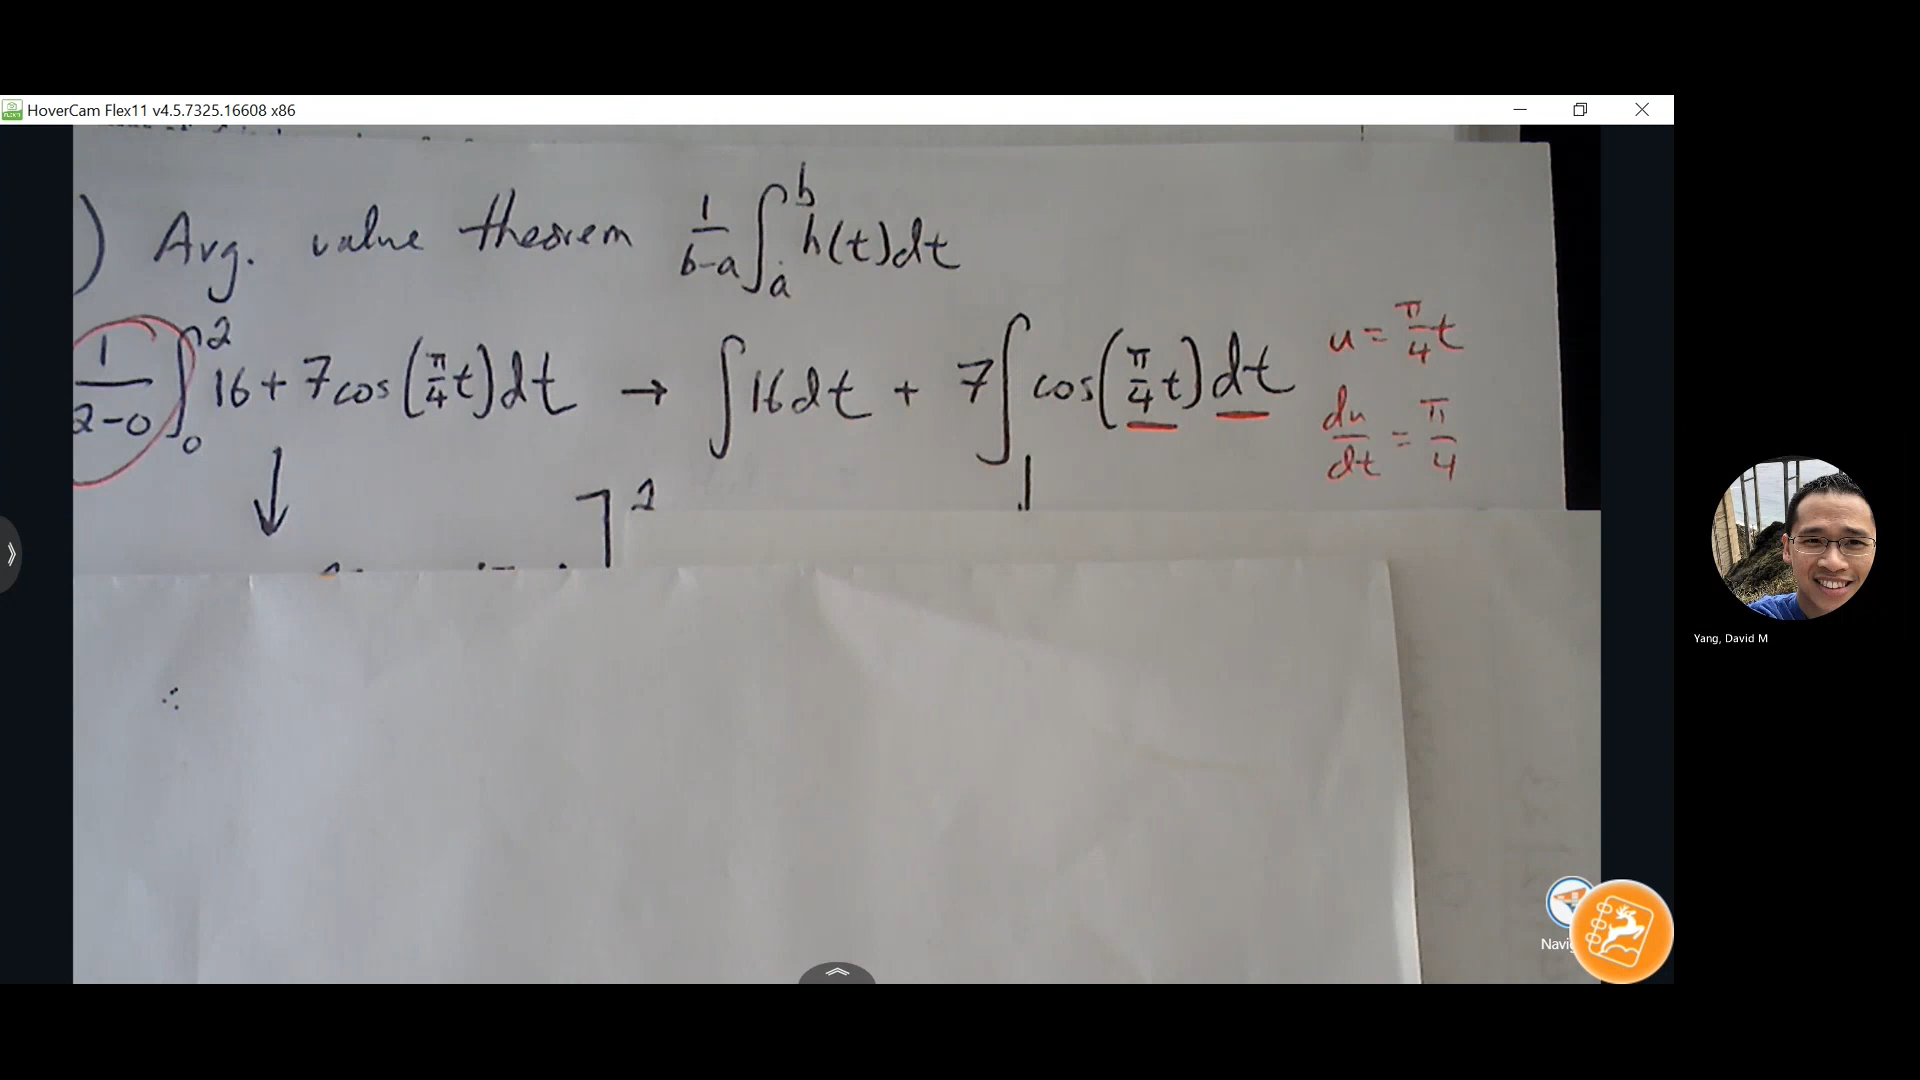 HoverCam Flex11 v4.5.7325.16608 x86
) Avg. value theorem 1/(b-a) ∫_a^b h(t)dt
1/(2-0) ∫_0^2 16 + 7cos(π/4 t)dt → ∫16dt + 7∫cos(π/4 t)dt
u = π/4 t
du/dt = π/4
]^2
Yang, David M